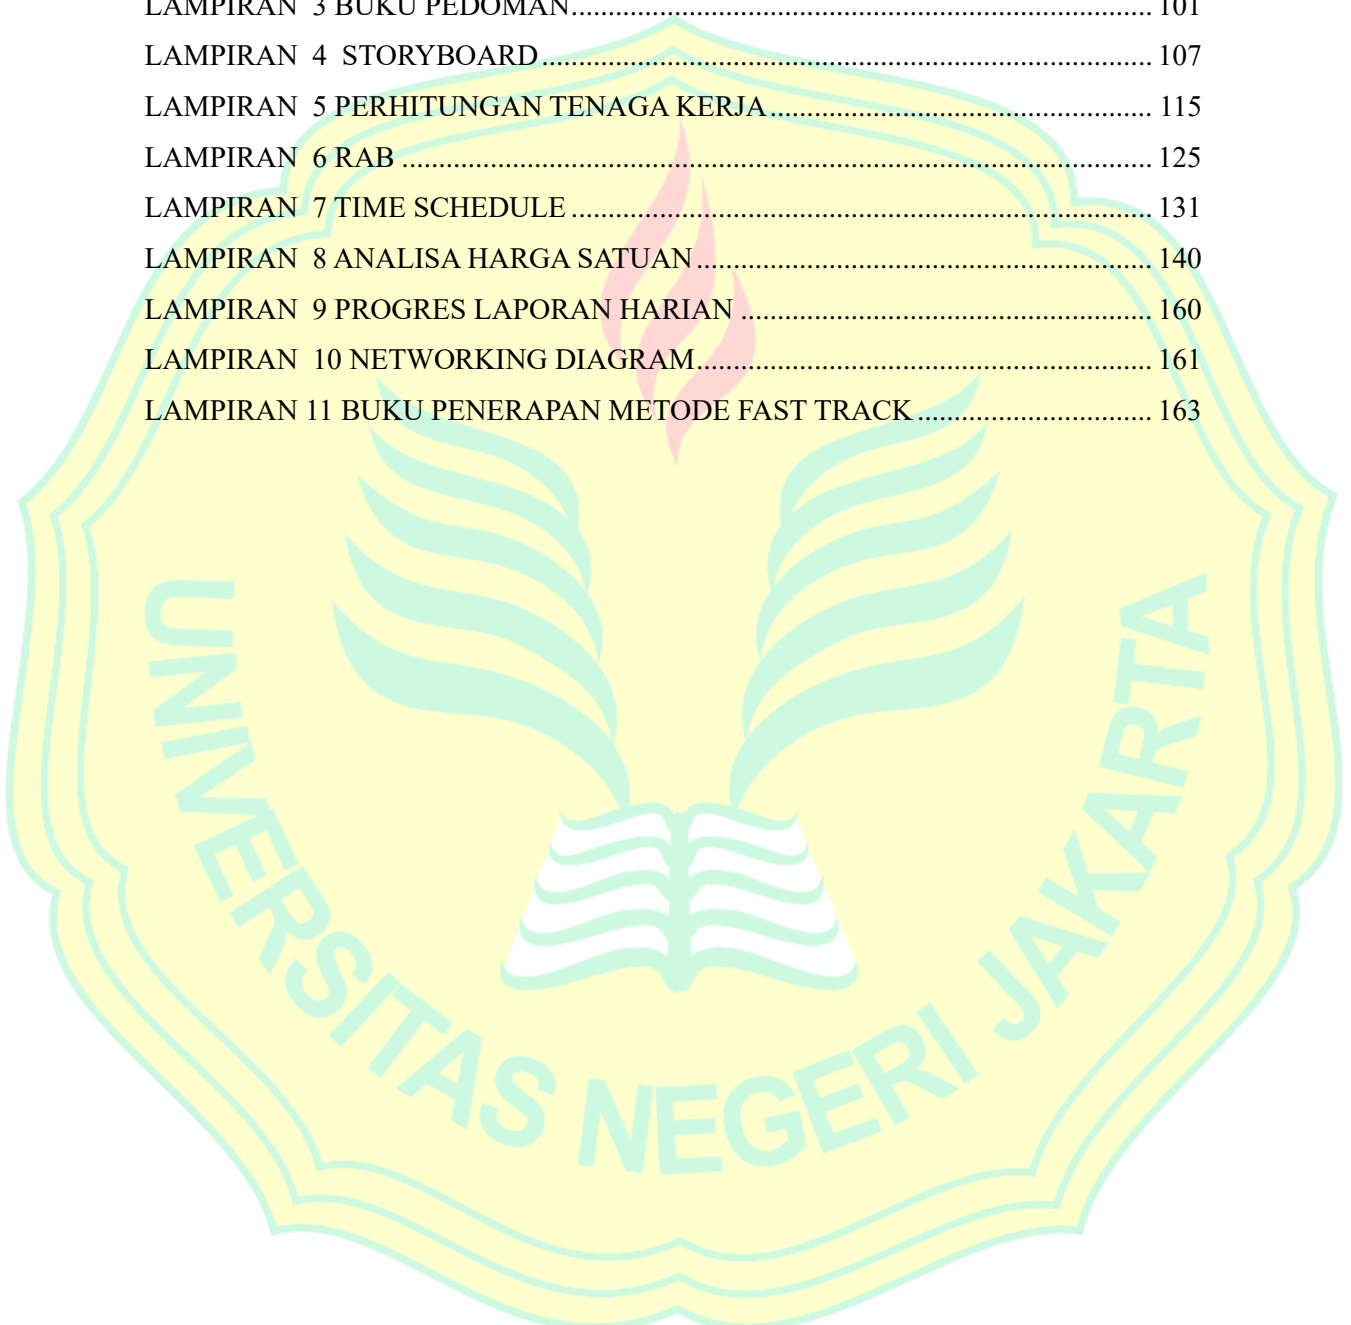 LAMPIRAN  3 BUKU PEDOMAN............................................................................... 101
LAMPIRAN  4  STORYBOARD................................................................................... 107
LAMPIRAN  5 PERHITUNGAN TENAGA KERJA.................................................... 115
LAMPIRAN  6 RAB ..................................................................................................... 125
LAMPIRAN  7 TIME SCHEDULE .............................................................................. 131
LAMPIRAN  8 ANALISA HARGA SATUAN.............................................................. 140
LAMPIRAN  9 PROGRES LAPORAN HARIAN ........................................................ 160
LAMPIRAN  10 NETWORKING DIAGRAM.............................................................. 161
LAMPIRAN 11 BUKU PENERAPAN METODE FAST TRACK................................ 163
UNIVERSITAS NEGERI JAKARTA